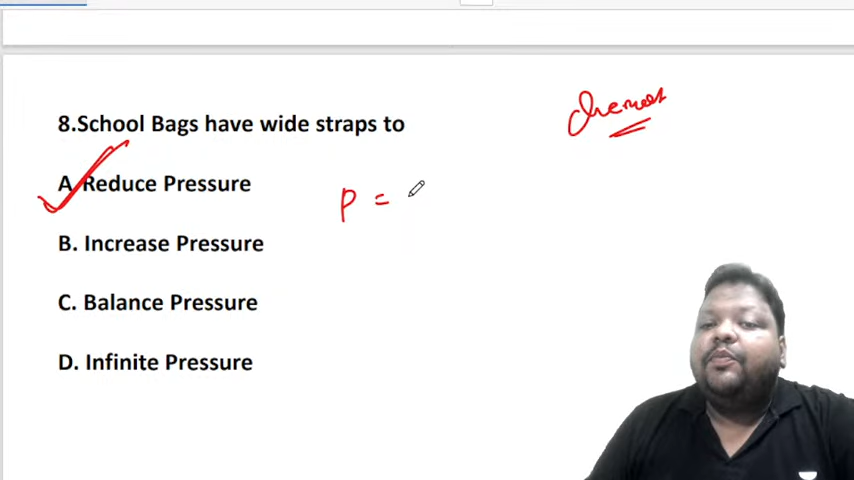 8.School Bags have wide straps to
A Reduce Pressure
P =
B. Increase Pressure
C. Balance Pressure
D. Infinite Pressure